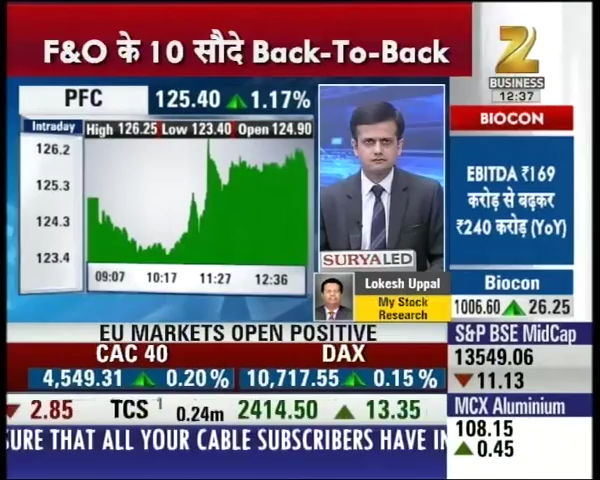 F&O के 10 सौदे Back-To-Back
Z
BUSINESS
12:37
PFC 125.40 1.17%
Intraday High 126.25 Low 123.40 Open 124.90
126.2
125.3
124.3
123.4
09:07 10:17 11:27 12:36
SURYA LED
Lokesh Uppal
My Stock
Research
BIOCON
EBITDA ₹169
करोड़ से बढ़कर
₹240 करोड़ (YoY)
Biocon
1006.60 26.25
EU MARKETS OPEN POSITIVE
CAC 40 DAX
4,549.31 0.20% 10,717.55 0.15%
S&P BSE MidCap
13549.06
11.13
2.85 TCS 1 0.24m 2414.50 13.35
MCX Aluminium
108.15
0.45
SURE THAT ALL YOUR CABLE SUBSCRIBERS HAVE IN